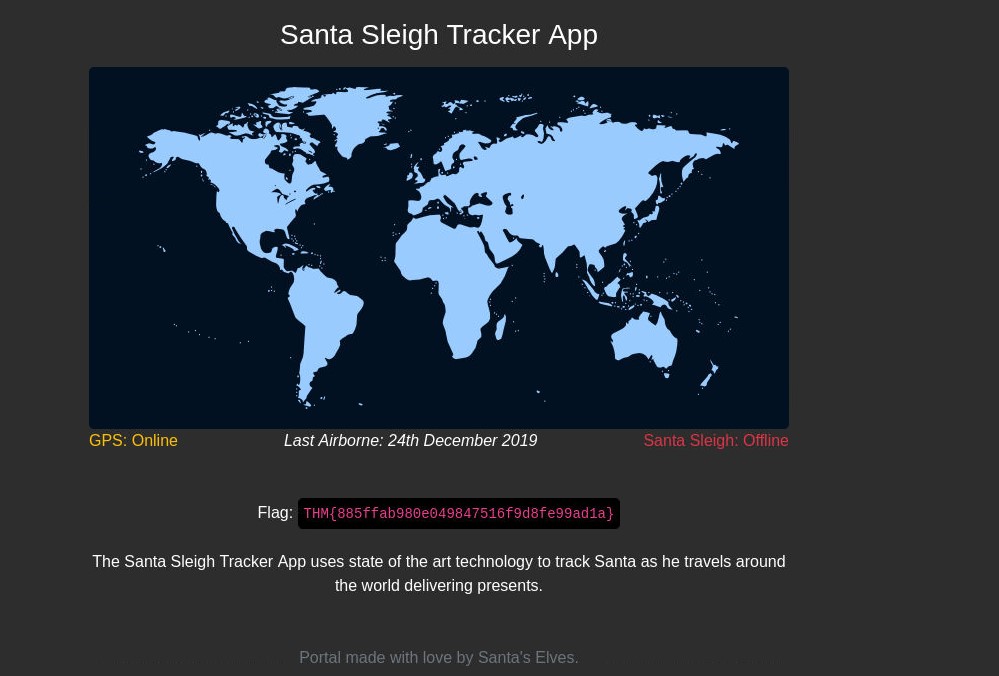 Santa Sleigh Tracker App
GPS: Online
Last Airborne: 24th December 2019
Santa Sleigh: Offline
Flag: THM{885ffab980e049847516f9d8fe99ad1a}
The Santa Sleigh Tracker App uses state of the art technology to track Santa as he travels around
the world delivering presents.
Portal made with love by Santa's Elves.